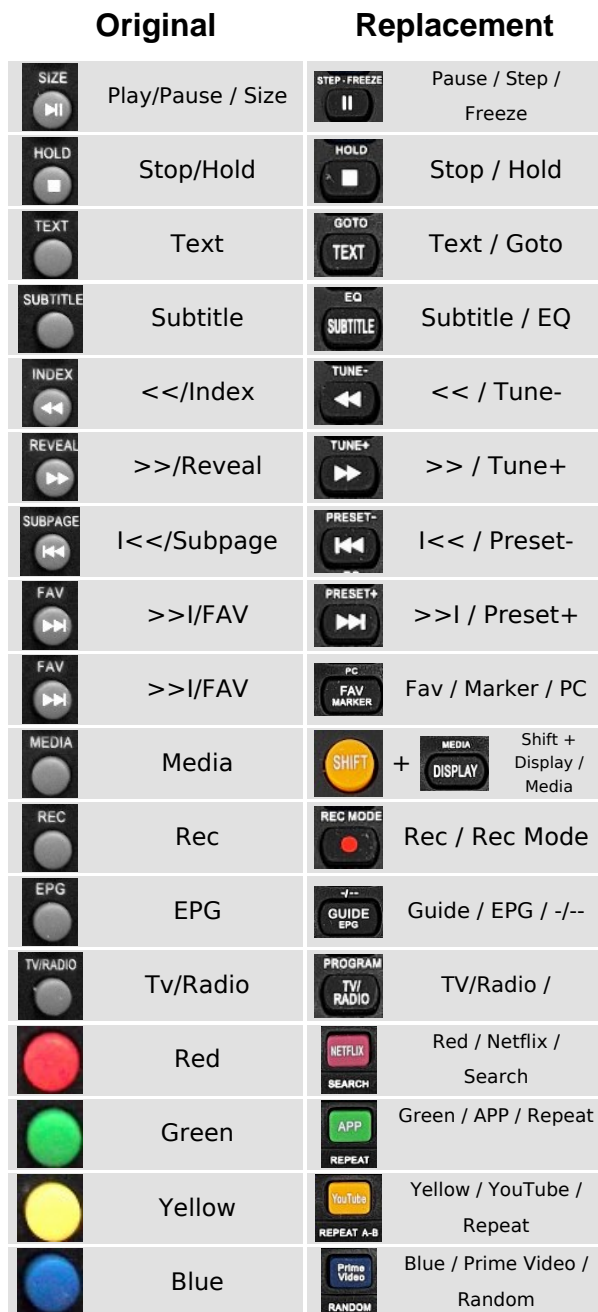 Original Replacement
SIZE
Play/Pause / Size
STEP-FREEZE
Pause / Step /
Freeze
HOLD
Stop/Hold
HOLD
Stop / Hold
TEXT
Text
GOTO
TEXT
Text / Goto
SUBTITLE
Subtitle
EQ
SUBTITLE
Subtitle / EQ
INDEX
<</Index
TUNE-
<< / Tune-
REVEAL
>>/Reveal
TUNE+
>> / Tune+
SUBPAGE
I<</Subpage
PRESET-
I<< / Preset-
FAV
>>I/FAV
PRESET+
>>I / Preset+
FAV
>>I/FAV
PC
FAV
MARKER
Fav / Marker / PC
MEDIA
Media
SHIFT
+
MEDIA
DISPLAY
Shift +
Display /
Media
REC
Rec
REC MODE
Rec / Rec Mode
EPG
EPG
-/--
GUIDE
EPG
Guide / EPG / -/--
TV/RADIO
Tv/Radio
PROGRAM
TV/
RADIO
TV/Radio /
Red
NETFLIX
SEARCH
Red / Netflix /
Search
Green
APP
REPEAT
Green / APP / Repeat
Yellow
YouTube
REPEAT A-B
Yellow / YouTube /
Repeat
Blue
Prime
Video
RANDOM
Blue / Prime Video /
Random